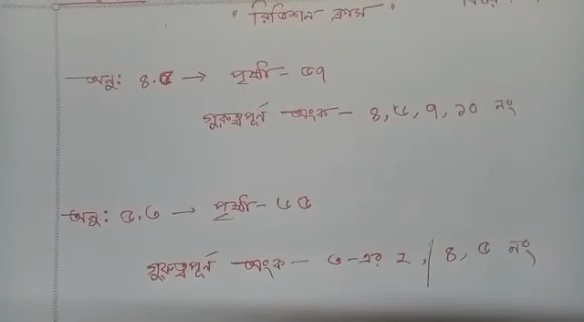 " রিভিশন ক্লাস "
অনু: ৪.৫ → পৃষ্ঠা - ৫৭
গুরুত্বপূর্ণ অংক - ৪, ৫, ৭, ১০ নং
অনু: ৫.৩ → পৃষ্ঠা - ৬৫
গুরুত্বপূর্ণ অংক - ৩-এর ২, / ৪, ৫ নং